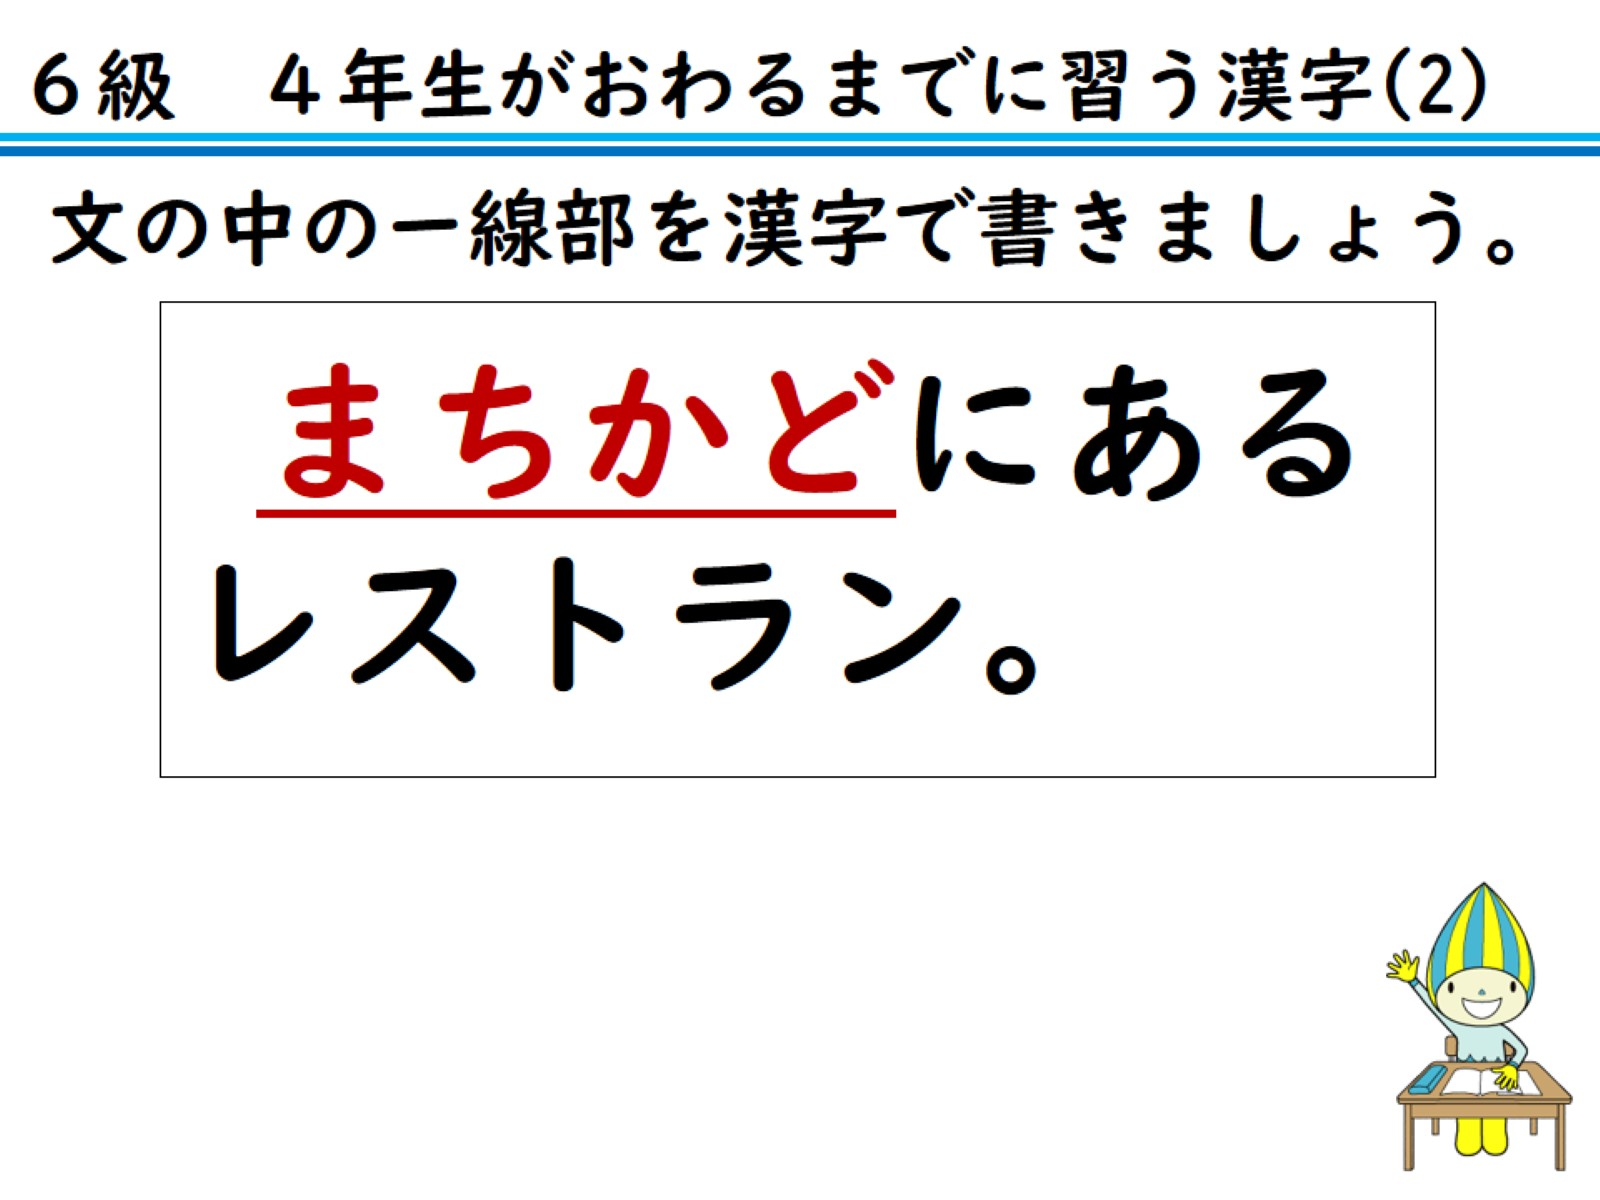 ６級　４年生がおわるまでに習う漢字(2)
文の中の一線部を漢字で書きましょう。
まちかどにある
レストラン。